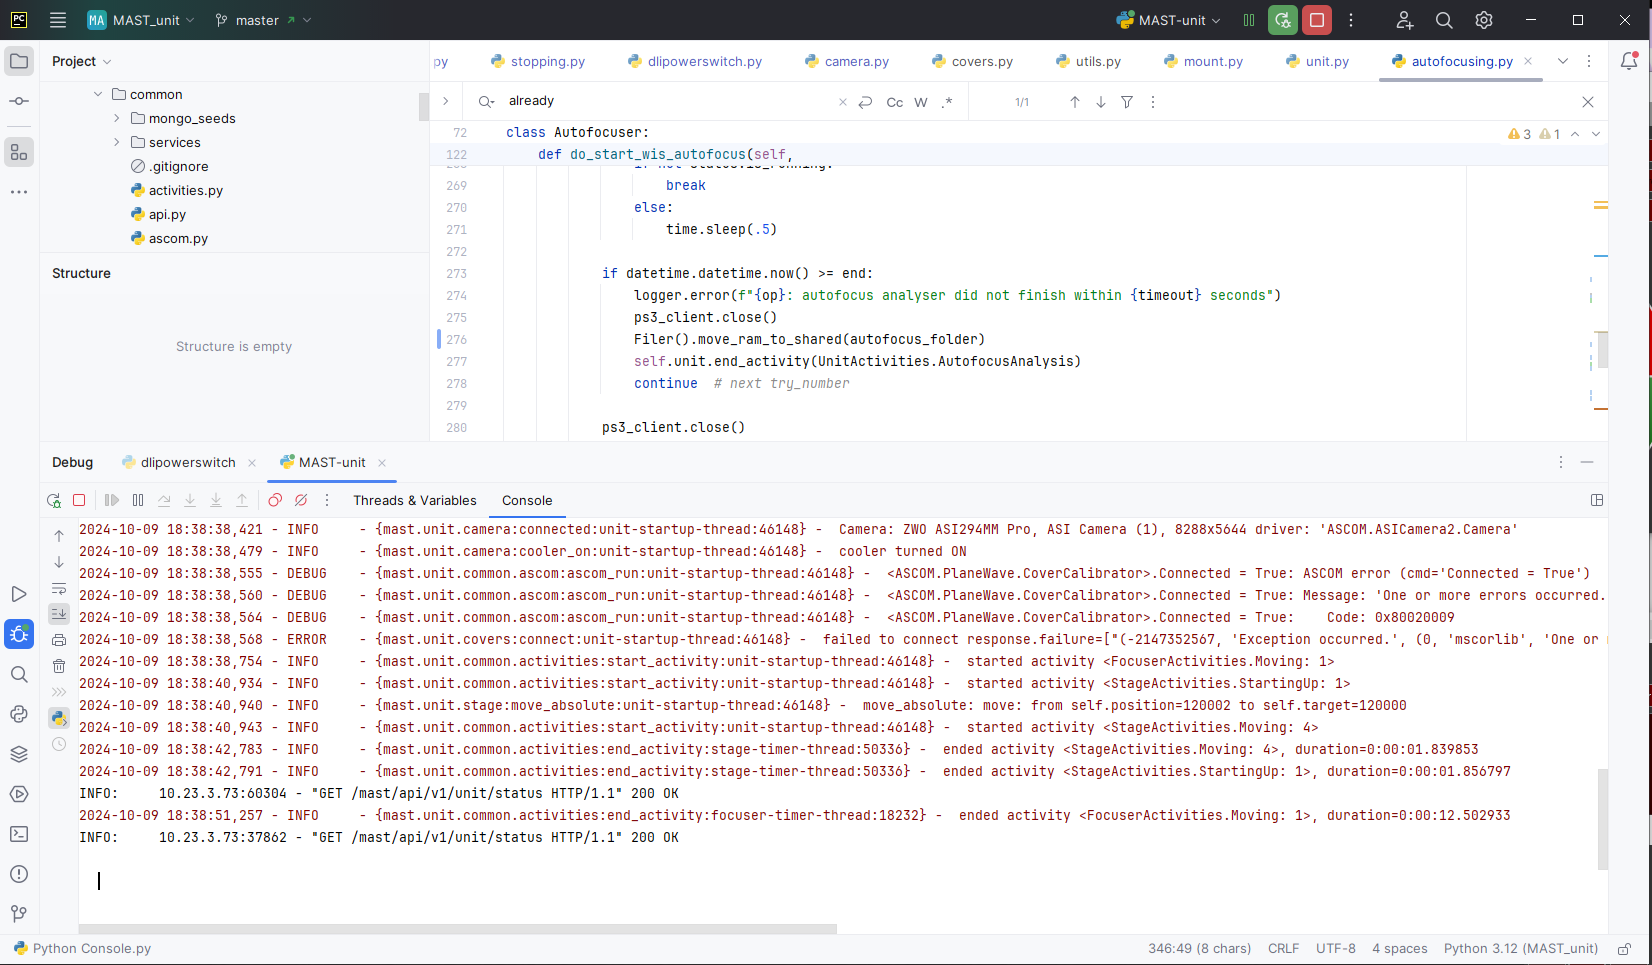 PC
MA MAST_unit master MAST-unit
Project
py stopping.py dlipowerswitch.py camera.py covers.py utils.py mount.py unit.py autofocusing.py
common
mongo_seeds
services
.gitignore
activities.py
api.py
ascom.py
Structure
Structure is empty
already Cc W .* 1/1
72 class Autofocuser: 3 1
122 def do_start_wis_autofocus(self,
269 break
270 else:
271 time.sleep(.5)
272
273 if datetime.datetime.now() >= end:
274 logger.error(f"{op}: autofocus analyser did not finish within {timeout} seconds")
275 ps3_client.close()
276 Filer().move_ram_to_shared(autofocus_folder)
277 self.unit.end_activity(UnitActivities.AutofocusAnalysis)
278 continue # next try_number
279
280 ps3_client.close()
Debug dlipowerswitch MAST-unit
Threads & Variables Console
2024-10-09 18:38:38,421 - INFO - {mast.unit.camera:connected:unit-startup-thread:46148} - Camera: ZWO ASI294MM Pro, ASI Camera (1), 8288x5644 driver: 'ASCOM.ASICamera2.Camera'
2024-10-09 18:38:38,479 - INFO - {mast.unit.camera:cooler_on:unit-startup-thread:46148} - cooler turned ON
2024-10-09 18:38:38,555 - DEBUG - {mast.unit.common.ascom:ascom_run:unit-startup-thread:46148} - <ASCOM.PlaneWave.CoverCalibrator>.Connected = True: ASCOM error (cmd='Connected = True')
2024-10-09 18:38:38,560 - DEBUG - {mast.unit.common.ascom:ascom_run:unit-startup-thread:46148} - <ASCOM.PlaneWave.CoverCalibrator>.Connected = True: Message: 'One or more errors occurred.
2024-10-09 18:38:38,564 - DEBUG - {mast.unit.common.ascom:ascom_run:unit-startup-thread:46148} - <ASCOM.PlaneWave.CoverCalibrator>.Connected = True: Code: 0x80020009
2024-10-09 18:38:38,568 - ERROR - {mast.unit.covers:connect:unit-startup-thread:46148} - failed to connect response.failure=["(-2147352567, 'Exception occurred.', (0, 'mscorlib', 'One or
2024-10-09 18:38:38,754 - INFO - {mast.unit.common.activities:start_activity:unit-startup-thread:46148} - started activity <FocuserActivities.Moving: 1>
2024-10-09 18:38:40,934 - INFO - {mast.unit.common.activities:start_activity:unit-startup-thread:46148} - started activity <StageActivities.StartingUp: 1>
2024-10-09 18:38:40,940 - INFO - {mast.unit.stage:move_absolute:unit-startup-thread:46148} - move_absolute: move: from self.position=120002 to self.target=120000
2024-10-09 18:38:40,943 - INFO - {mast.unit.common.activities:start_activity:unit-startup-thread:46148} - started activity <StageActivities.Moving: 4>
2024-10-09 18:38:42,783 - INFO - {mast.unit.common.activities:end_activity:stage-timer-thread:50336} - ended activity <StageActivities.Moving: 4>, duration=0:00:01.839853
2024-10-09 18:38:42,791 - INFO - {mast.unit.common.activities:end_activity:stage-timer-thread:50336} - ended activity <StageActivities.StartingUp: 1>, duration=0:00:01.856797
INFO: 10.23.3.73:60304 - "GET /mast/api/v1/unit/status HTTP/1.1" 200 OK
2024-10-09 18:38:51,257 - INFO - {mast.unit.common.activities:end_activity:focuser-timer-thread:18232} - ended activity <FocuserActivities.Moving: 1>, duration=0:00:12.502933
INFO: 10.23.3.73:37862 - "GET /mast/api/v1/unit/status HTTP/1.1" 200 OK
Python Console.py 346:49 (8 chars) CRLF UTF-8 4 spaces Python 3.12 (MAST_unit)